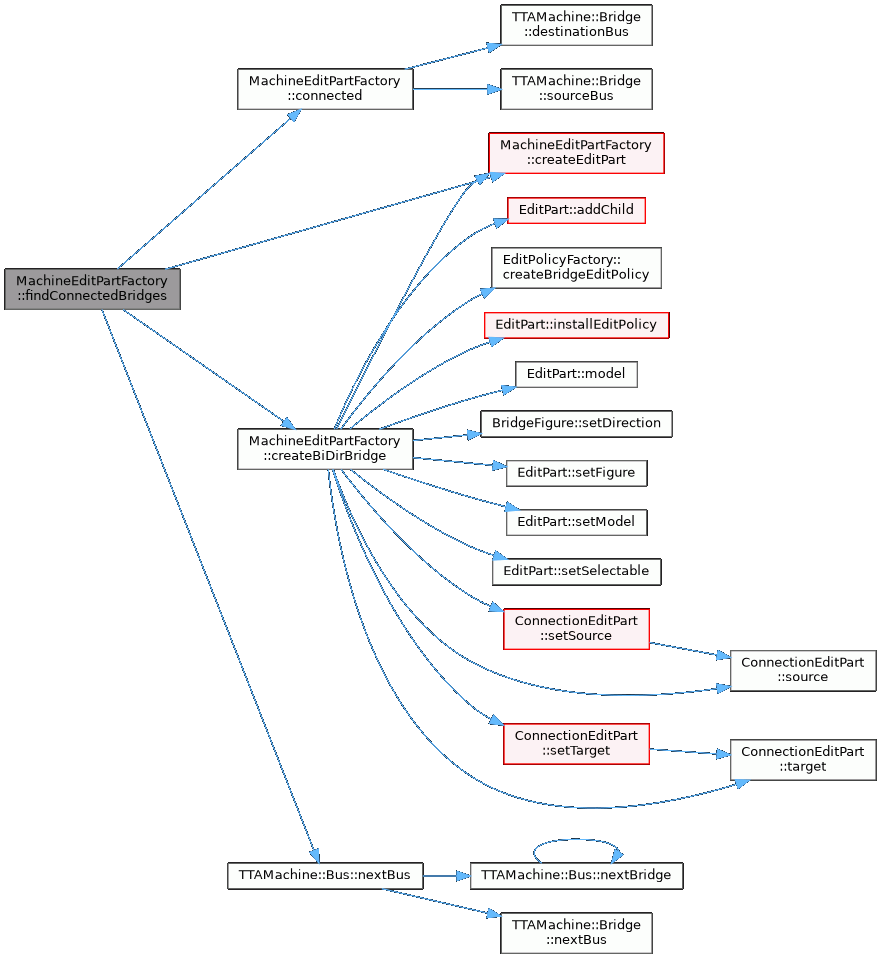 TTAMachine::Bridge
::destinationBus
MachineEditPartFactory
::connected
TTAMachine::Bridge
::sourceBus
MachineEditPartFactory
::createEditPart
EditPart::addChild
EditPolicyFactory::
createBridgeEditPolicy
MachineEditPartFactory
::findConnectedBridges
EditPart::installEditPolicy
EditPart::model
BridgeFigure::setDirection
MachineEditPartFactory
::createBiDirBridge
EditPart::setFigure
EditPart::setModel
EditPart::setSelectable
ConnectionEditPart
::setSource
ConnectionEditPart
::source
ConnectionEditPart
::setTarget
ConnectionEditPart
::target
TTAMachine::Bus::nextBus
TTAMachine::Bus::nextBridge
TTAMachine::Bridge
::nextBus